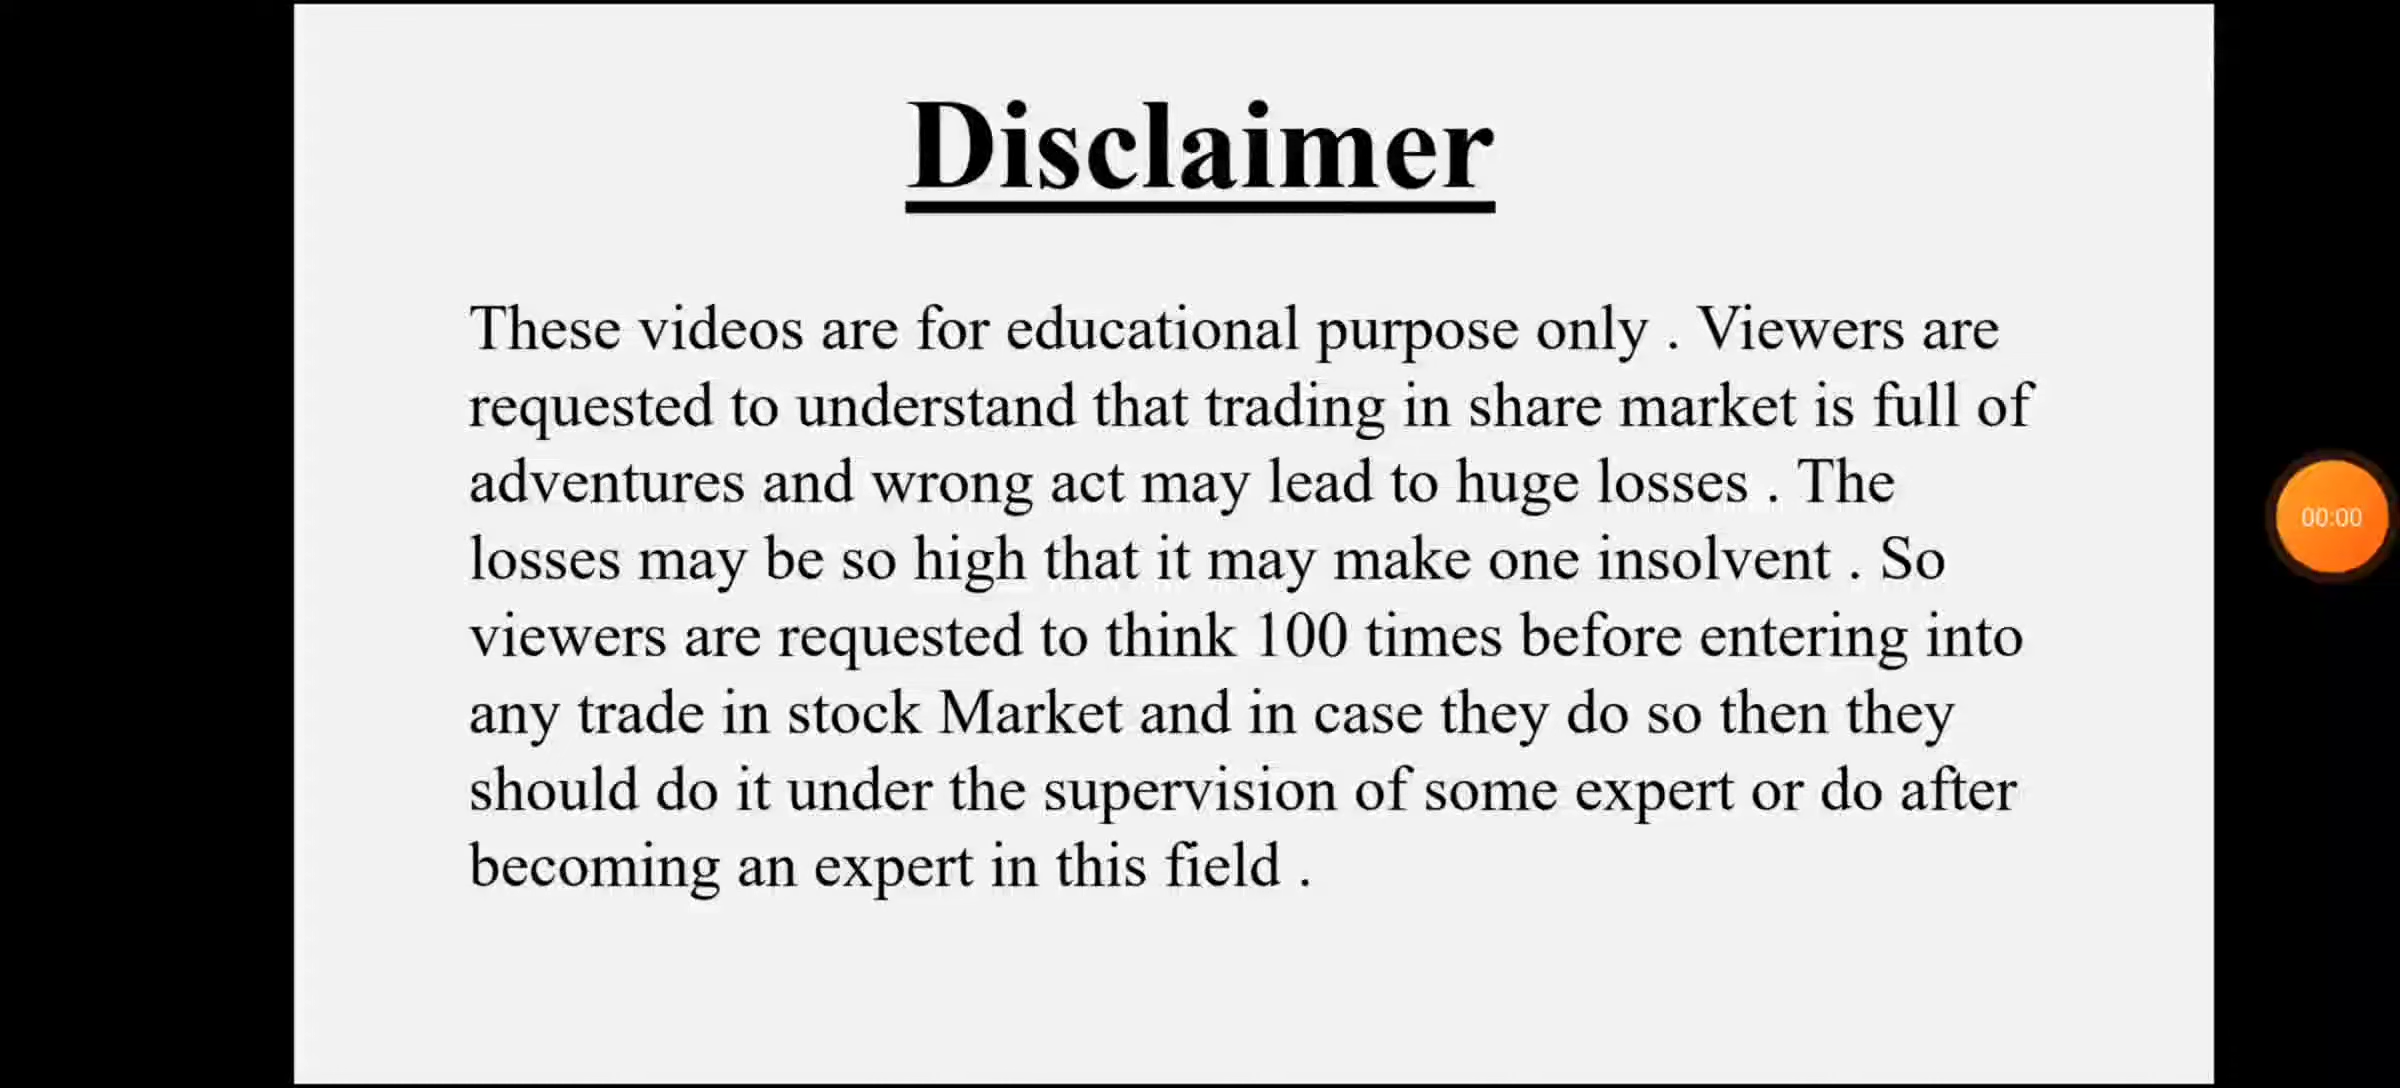 Disclaimer
These videos are for educational purpose only . Viewers are
requested to understand that trading in share market is full of
adventures and wrong act may lead to huge losses . The
losses may be so high that it may make one insolvent . So
viewers are requested to think 100 times before entering into
any trade in stock Market and in case they do so then they
should do it under the supervision of some expert or do after
becoming an expert in this field .
00:00